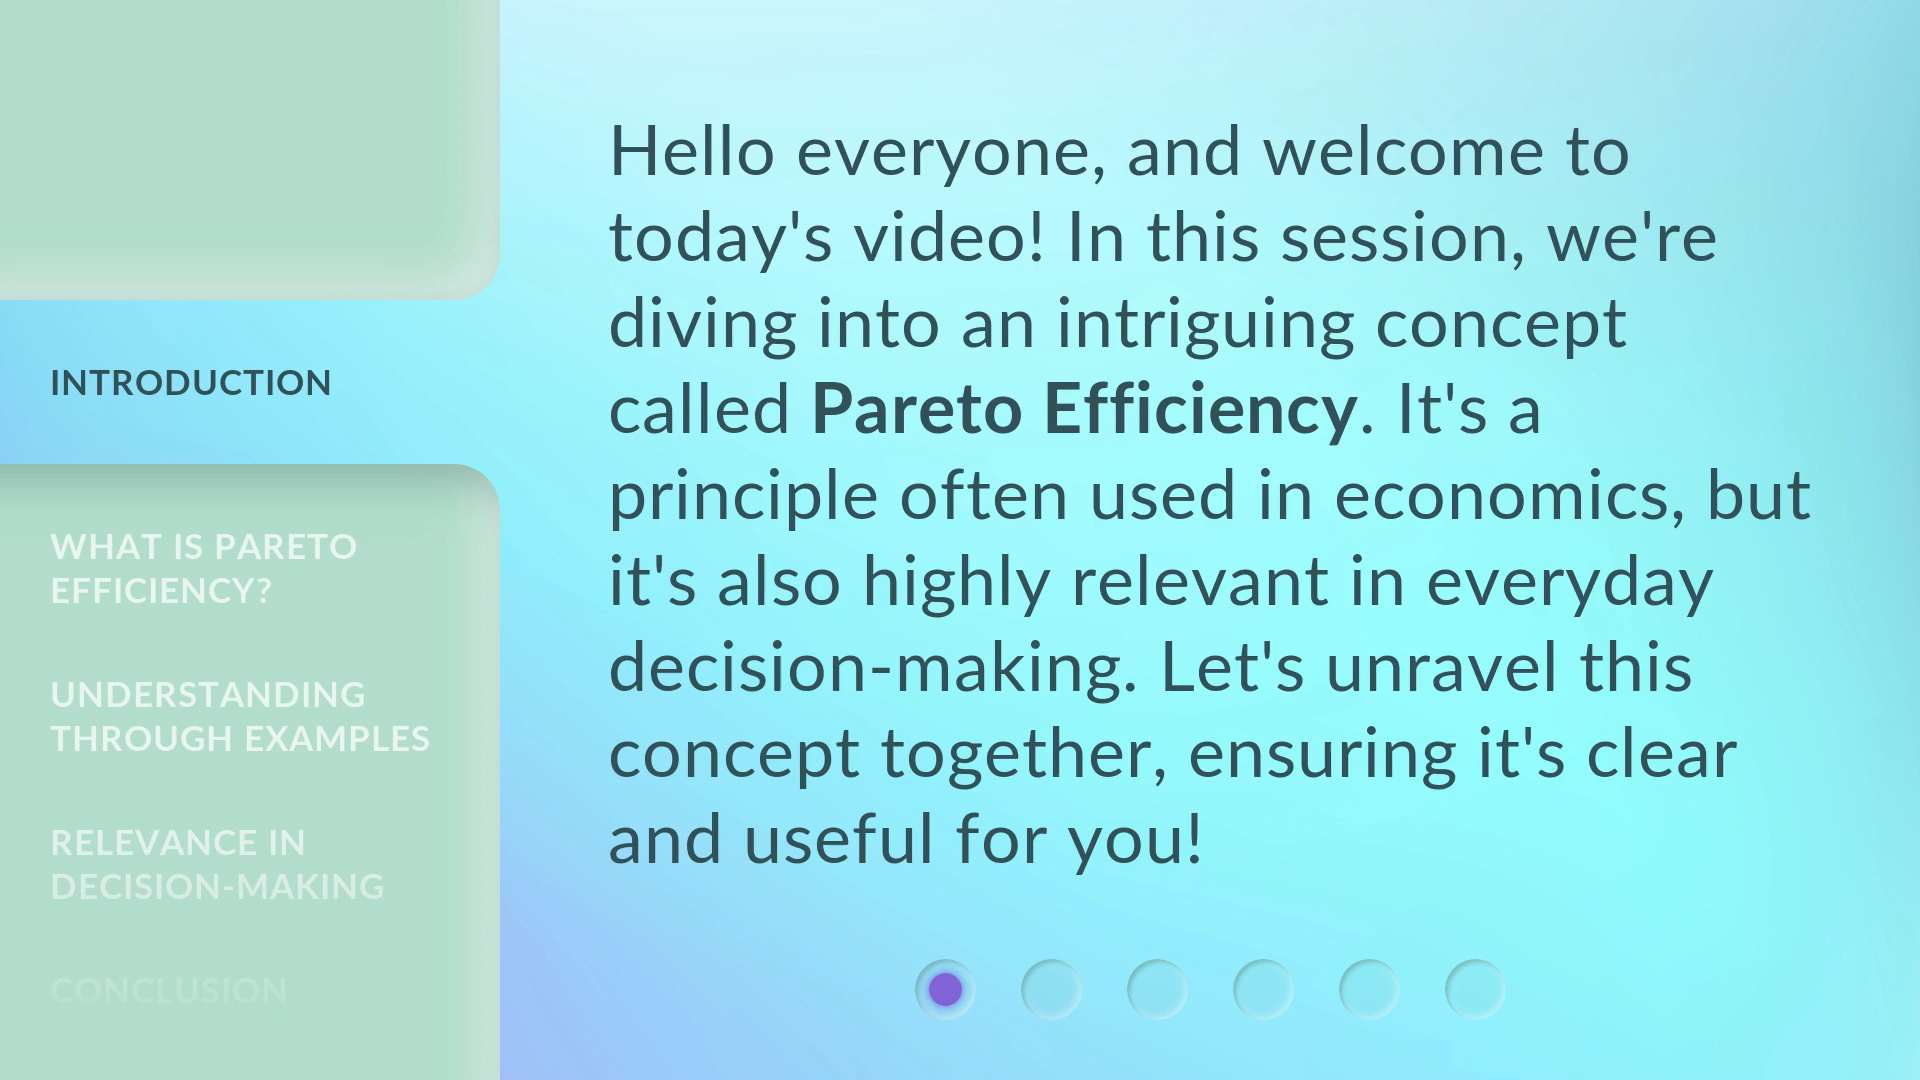 INTRODUCTION
WHAT IS PARETO
EFFICIENCY?
UNDERSTANDING
THROUGH EXAMPLES
RELEVANCE IN
DECISION-MAKING
CONCLUSION
Hello everyone, and welcome to
today's video! In this session, we're
diving into an intriguing concept
called Pareto Efficiency. It's a
principle often used in economics, but
it's also highly relevant in everyday
decision-making. Let's unravel this
concept together, ensuring it's clear
and useful for you!